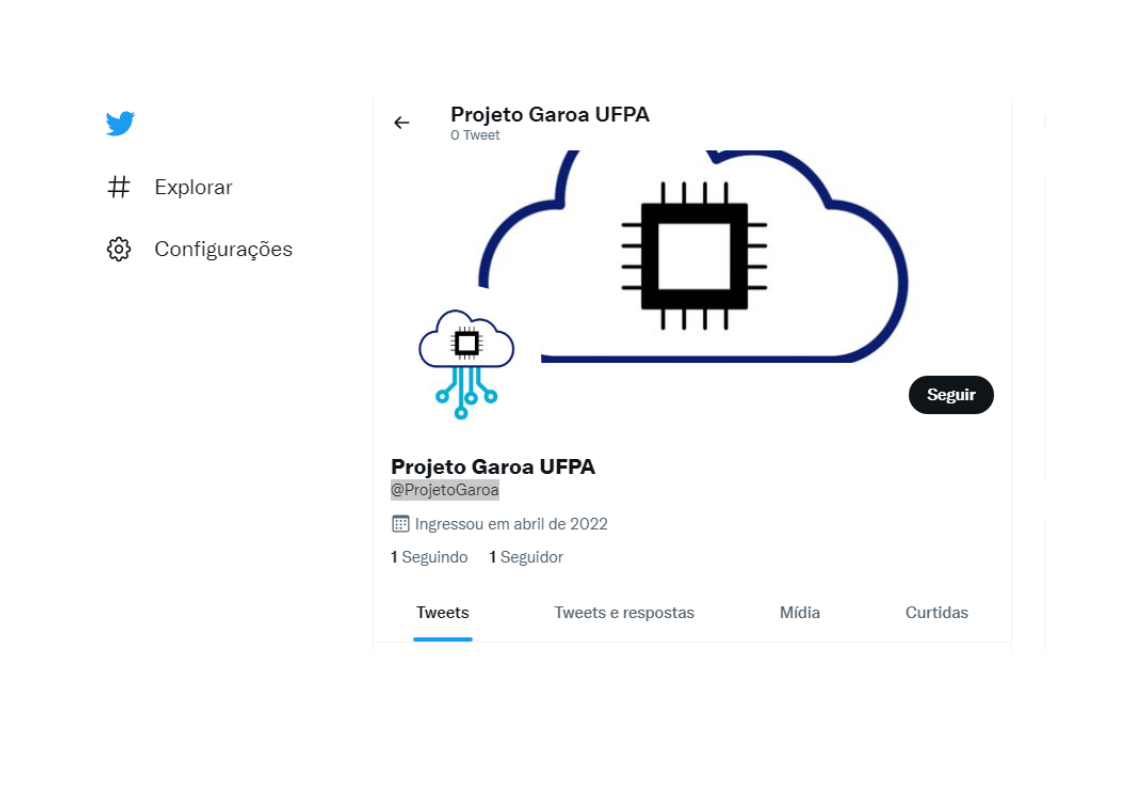 Projeto Garoa UFPA
0 Tweet
Explorar
Configurações
Seguir
Projeto Garoa UFPA
@ProjetoGaroa
Ingressou em abril de 2022
1 Seguindo 1 Seguidor
Tweets Tweets e respostas Mídia Curtidas